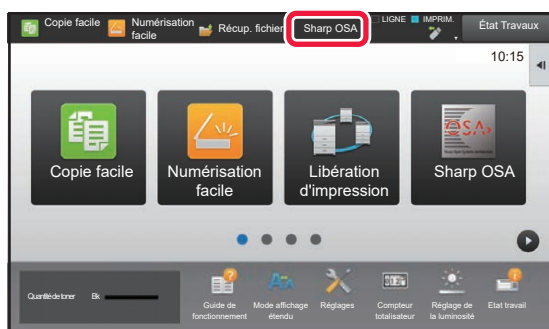 Copie facile
Numérisation
facile
Récup. fichier
Sharp OSA
LIGNE
IMPRIM.
État Travaux
10:15
Copie facile
Numérisation
facile
Libération
d'impression
OSA
Sharp OSA
Quantité de toner
Bk
Guide de
fonctionnement
Mode affichage
étendu
Réglages
Compteur
totalisateur
Réglage de
la luminosité
Etat travail